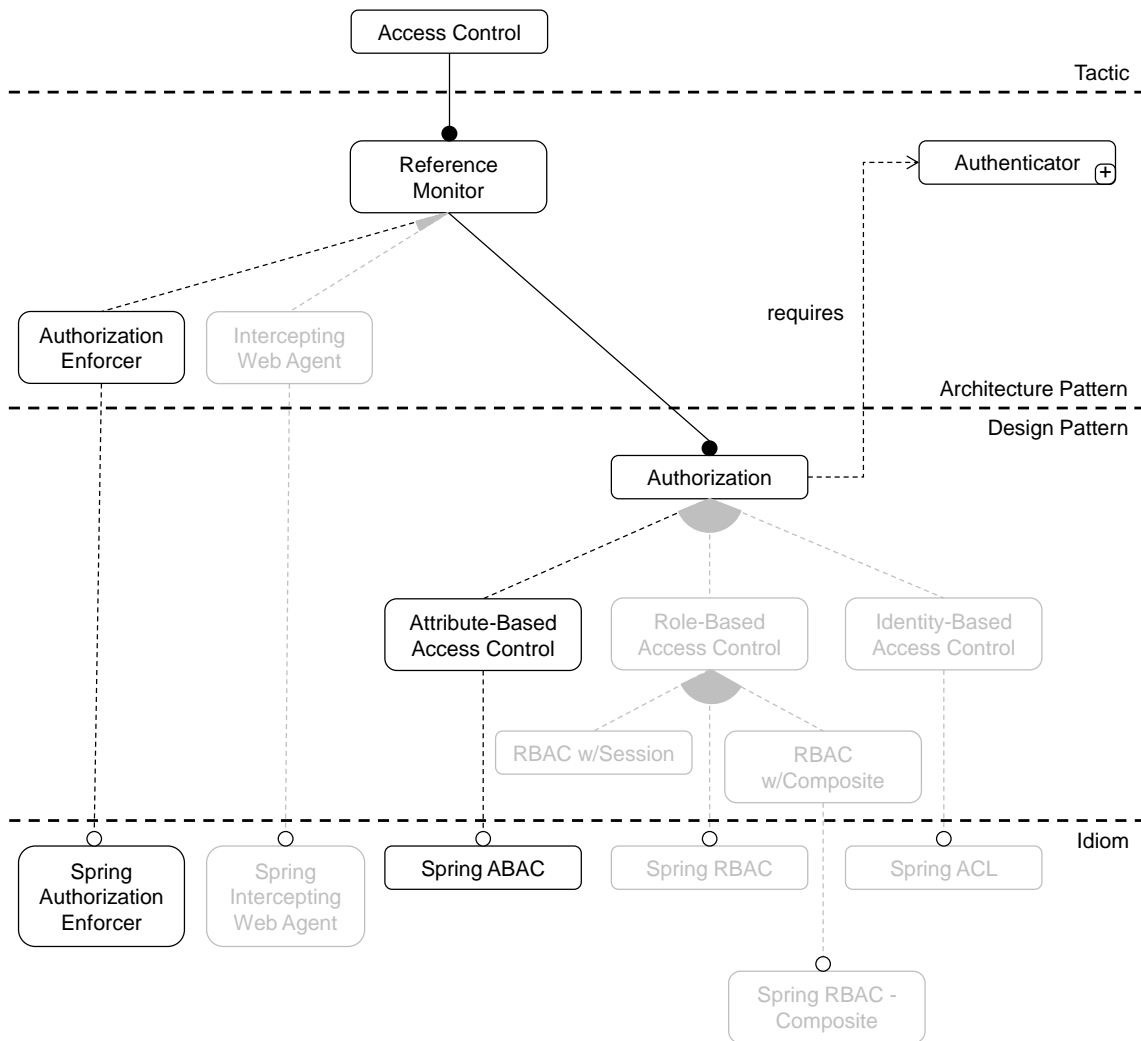 Access Control
Tactic
Reference
Monitor
Authenticator
+
Authorization
Enforcer
Intercepting
Web Agent
requires
Architecture Pattern
Design Pattern
Authorization
Attribute-Based
Access Control
Role-Based
Access Control
Identity-Based
Access Control
RBAC w/Session
RBAC
w/Composite
Idiom
Spring
Authorization
Enforcer
Spring
Intercepting
Web Agent
Spring ABAC
Spring RBAC
Spring ACL
Spring RBAC -
Composite